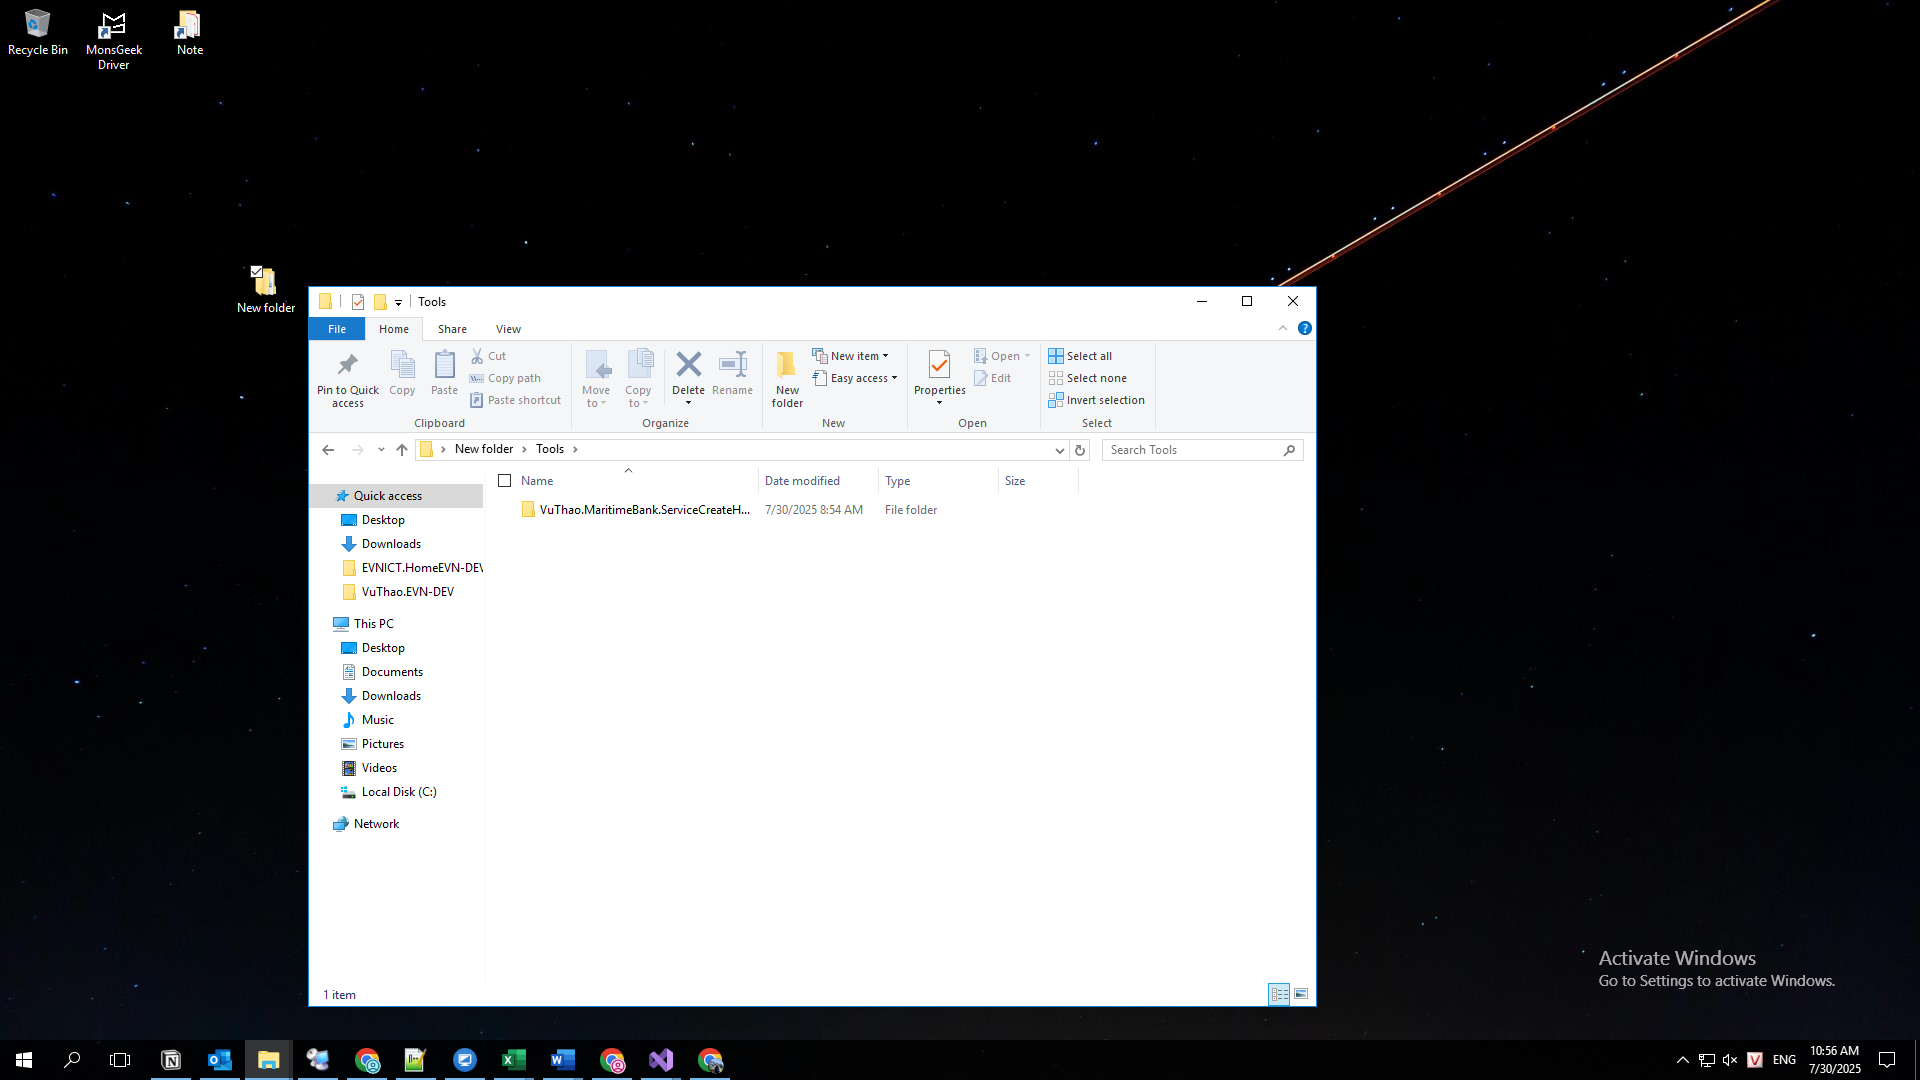 Recycle Bin
MonsGeek
Driver
Note
New folder
Tools
File
Home
Share
View
Pin to Quick
access
Copy
Paste
Cut
Copy path
Paste shortcut
Clipboard
Move
to
Copy
to
Delete
Rename
Organize
New
folder
New item
Easy access
New
Properties
Open
Edit
Open
Select all
Select none
Invert selection
Select
New folder
Tools
Search Tools
Name
Date modified
Type
Size
VuThao.MaritimeBank.ServiceCreateH...
7/30/2025 8:54 AM
File folder
Quick access
Desktop
Downloads
EVNICT.HomeEVN-DEV
VuThao.EVN-DEV
This PC
Desktop
Documents
Downloads
Music
Pictures
Videos
Local Disk (C:)
Network
1 item
Activate Windows
Go to Settings to activate Windows.
ENG
10:56 AM
7/30/2025